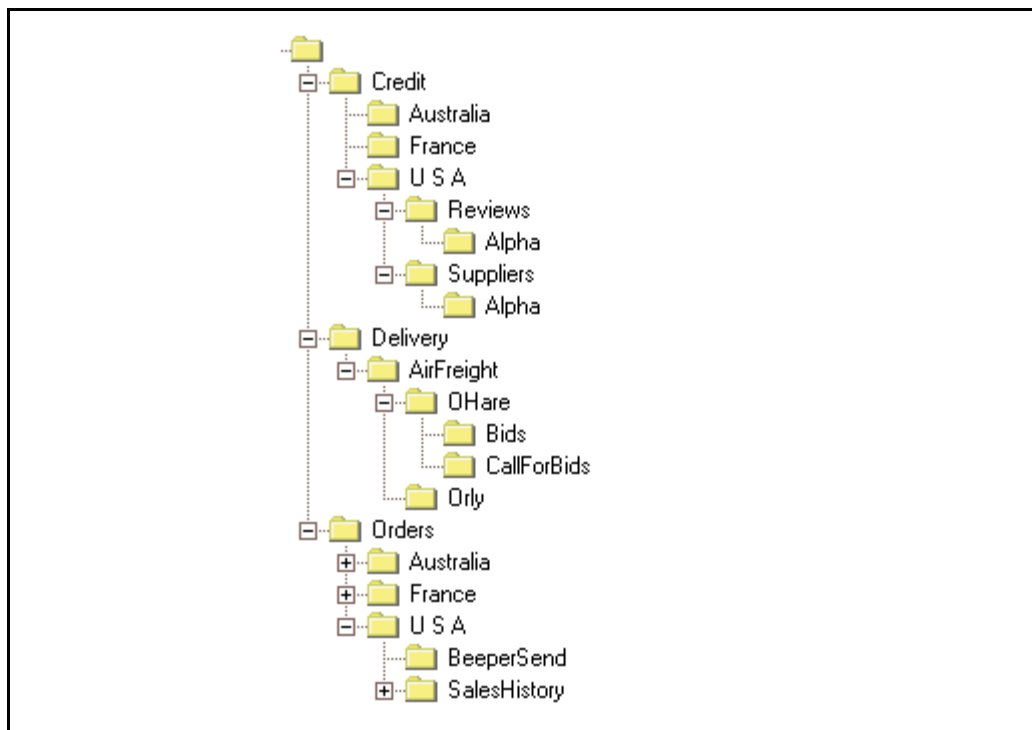 Credit
Australia
France
U S A
Reviews
Alpha
Suppliers
Alpha
Delivery
AirFreight
OHare
Bids
CallForBids
Orly
Orders
Australia
France
U S A
BeeperSend
SalesHistory